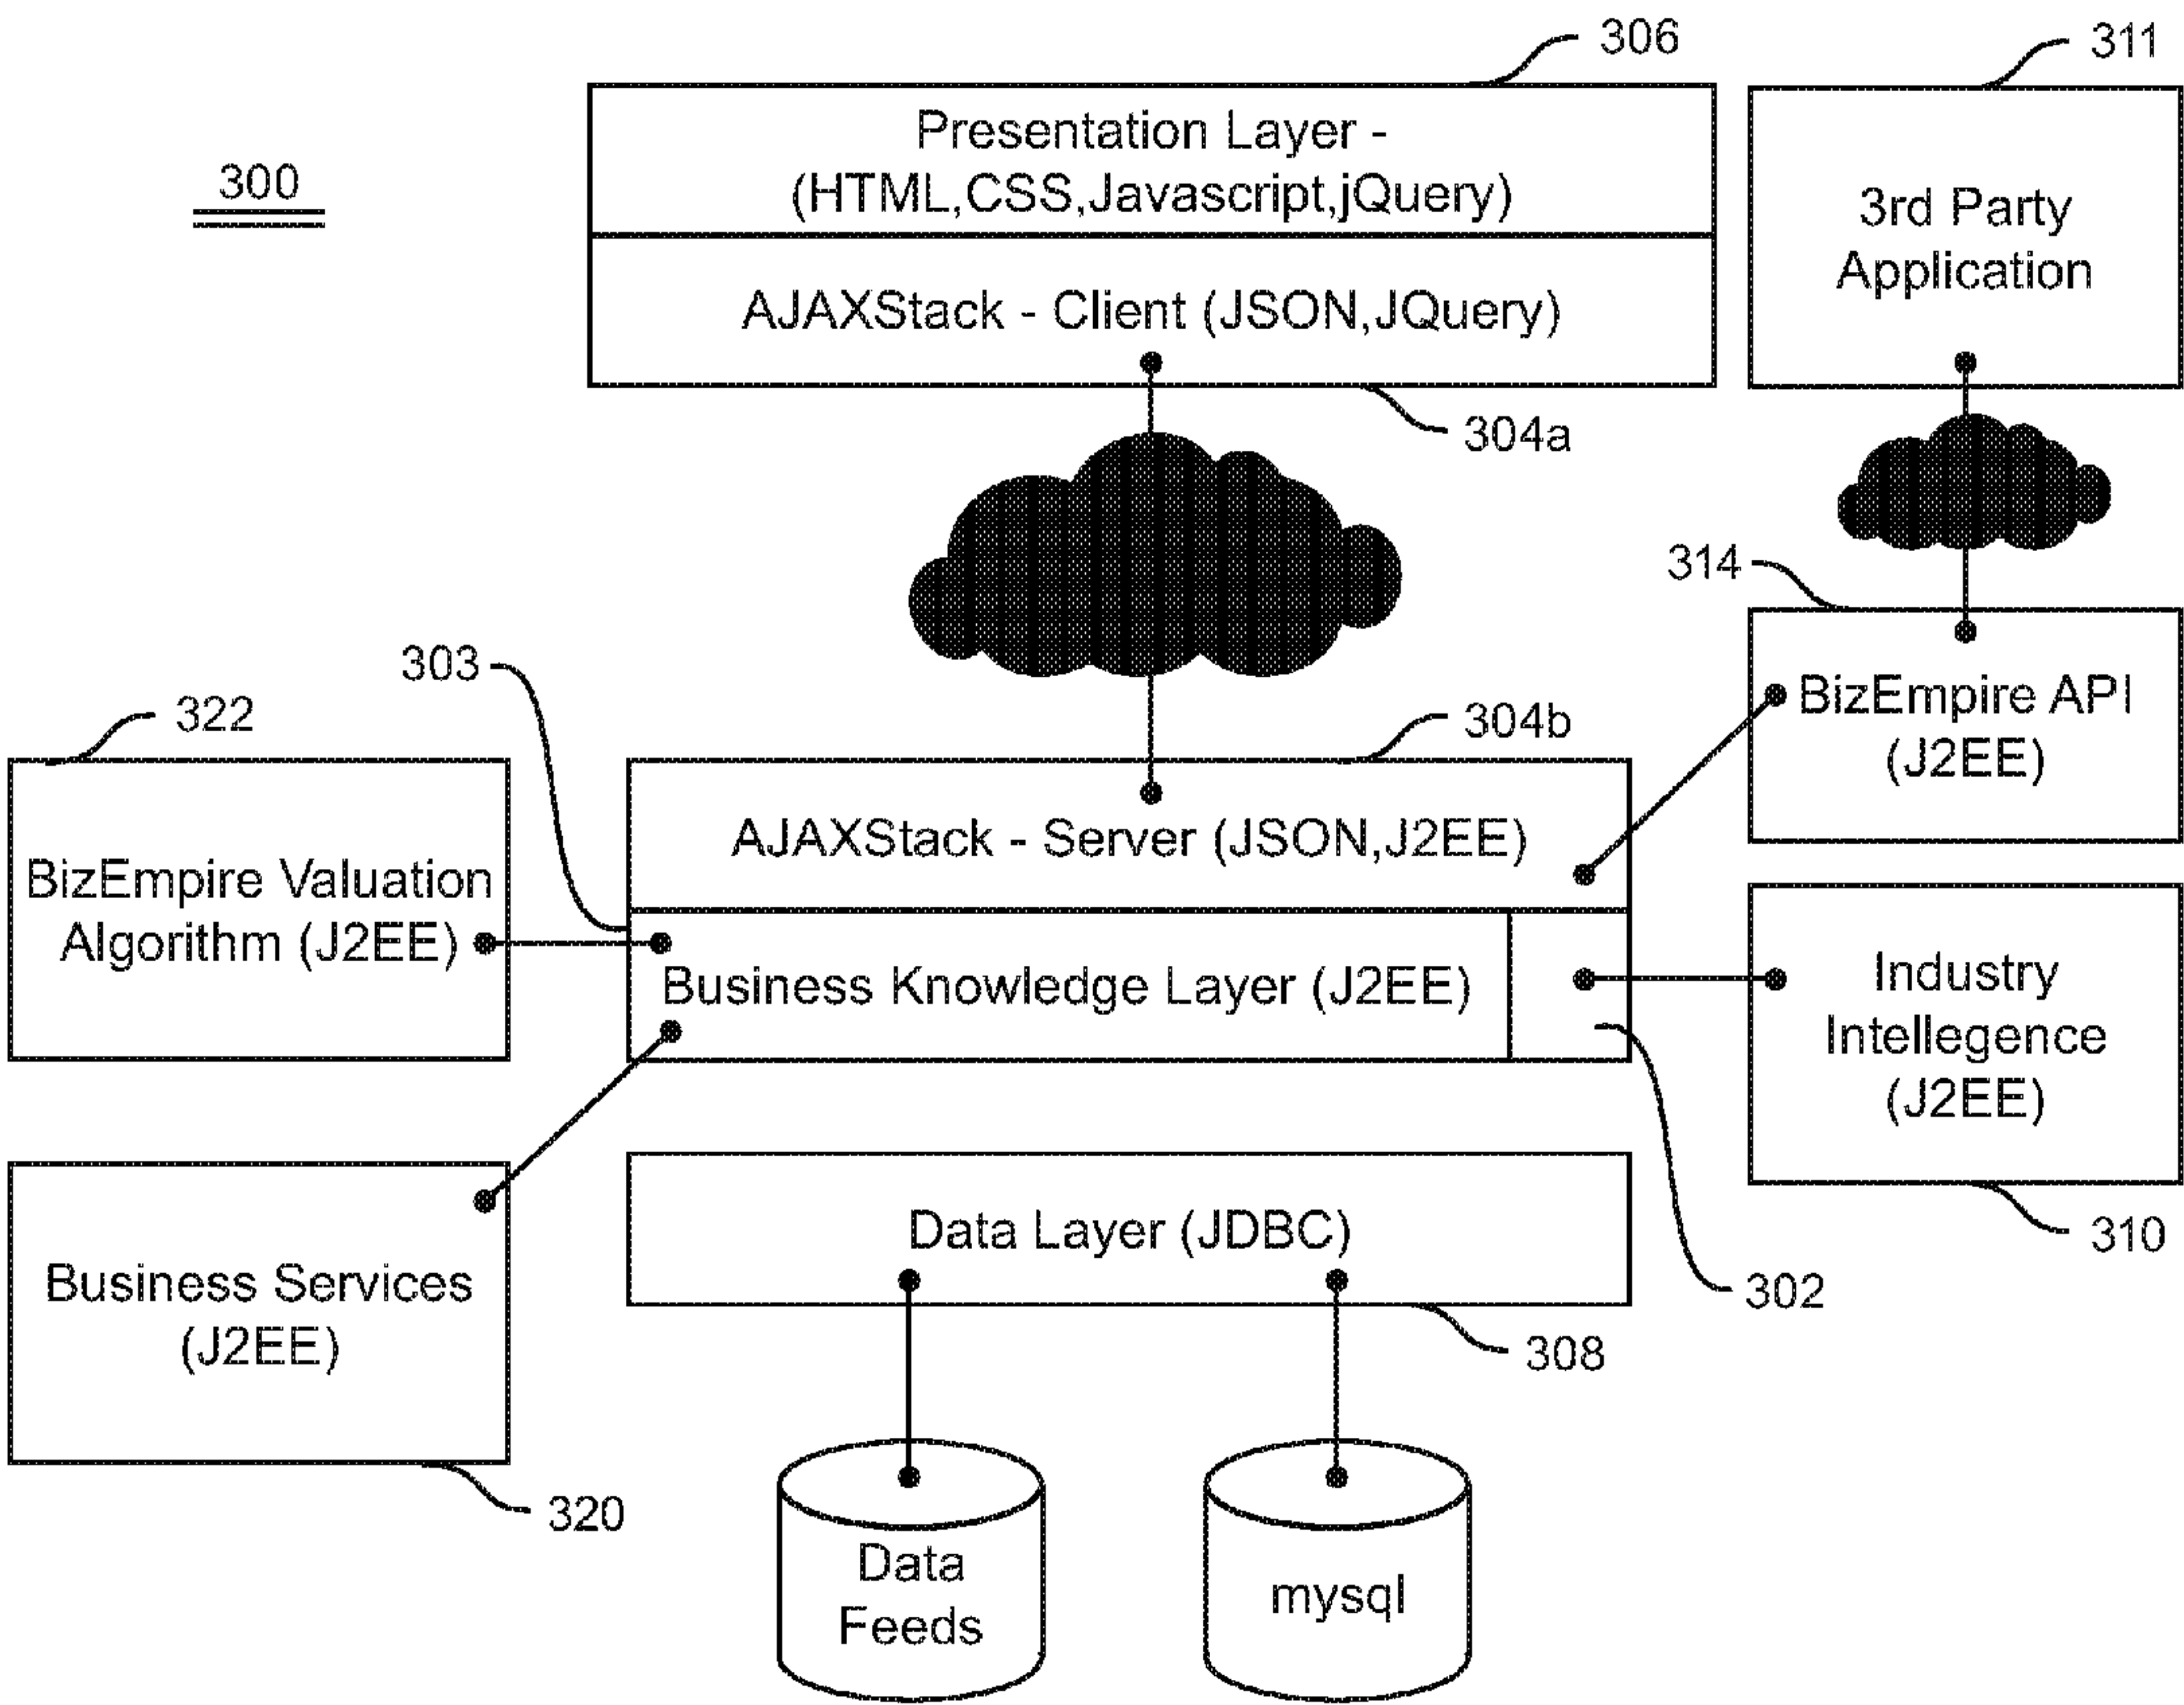 306
311
Presentation Layer -
(HTML,CSS,Javascript,jQuery)
300
3rd Party
Application
AJAXStack - Client (JSON,JQuery)
304a
314
303
322
304b
BizEmpire API
(J2EE)
AJAXStack - Server (JSON,J2EE)
BizEmpire Valuation
Algorithm (J2EE)
Business Knowledge Layer (J2EE)
Industry
Intellegence
(J2EE)
310
302
Data Layer (JDBC)
308
Business Services
(J2EE)
320
Data
Feeds
mysql